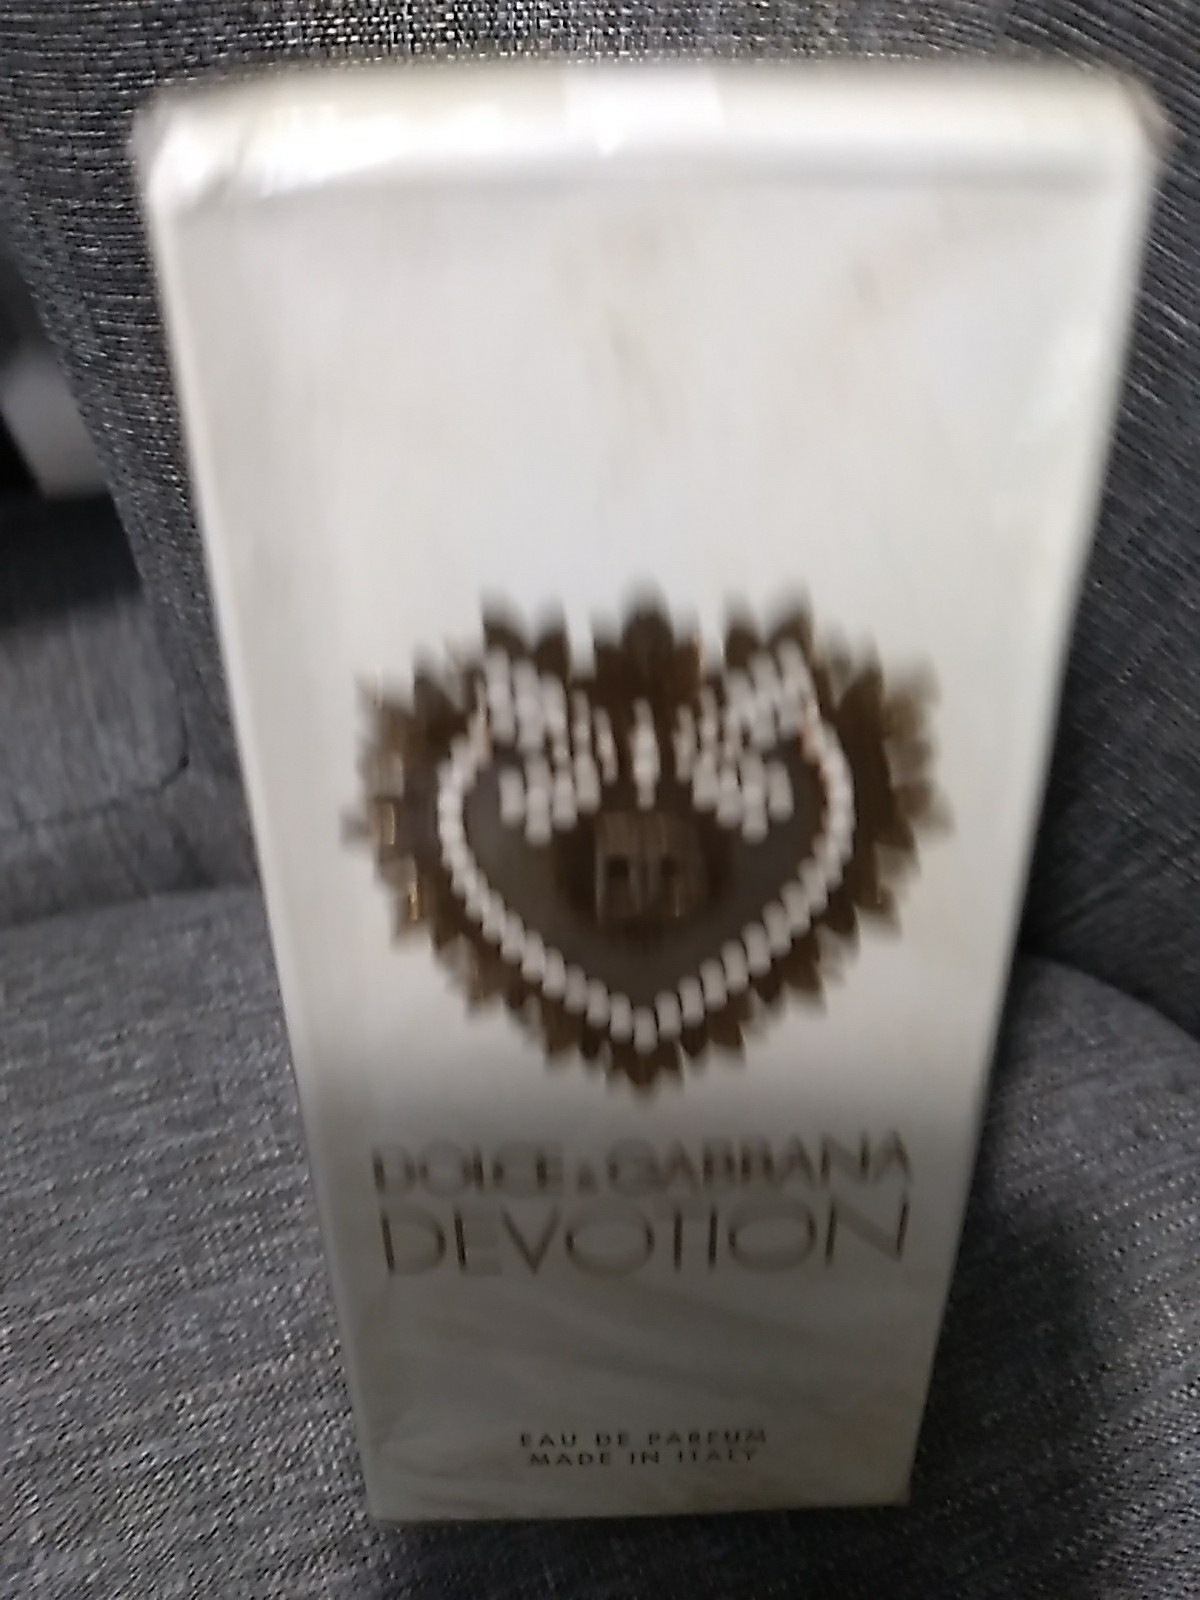 DOLCE & GABBANA
DEVOTION
EAU DE PARFUM
MADE IN ITALY